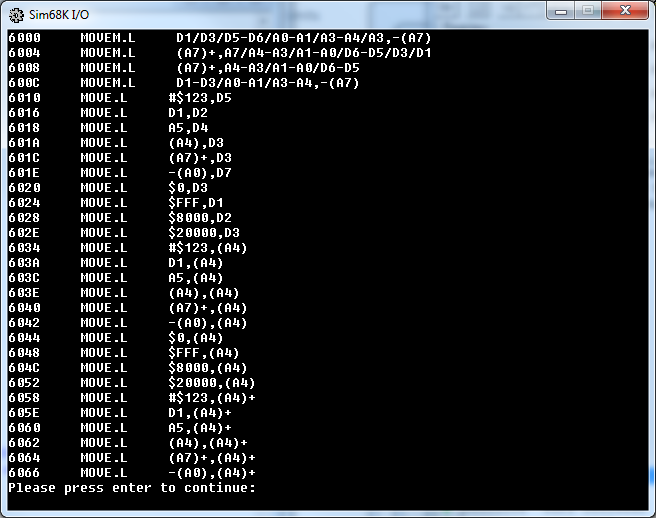 Sim68K I/O
6000 MOVEM.L D1/D3/D5-D6/A0-A1/A3-A4/A3,-(A7)
6004 MOVEM.L (A7)+,A7/A4-A3/A1-A0/D6-D5/D3/D1
6008 MOVEM.L (A7)+,A4-A3/A1-A0/D6-D5
600C MOVEM.L D1-D3/A0-A1/A3-A4,-(A7)
6010 MOVE.L #$123,D5
6016 MOVE.L D1,D2
6018 MOVE.L A5,D4
601A MOVE.L (A4),D3
601C MOVE.L (A7)+,D3
601E MOVE.L -(A0),D7
6020 MOVE.L $0,D3
6024 MOVE.L $FFF,D1
6028 MOVE.L $8000,D2
602E MOVE.L $20000,D3
6034 MOVE.L #$123,(A4)
603A MOVE.L D1,(A4)
603C MOVE.L A5,(A4)
603E MOVE.L (A4),(A4)
6040 MOVE.L (A7)+,(A4)
6042 MOVE.L -(A0),(A4)
6044 MOVE.L $0,(A4)
6048 MOVE.L $FFF,(A4)
604C MOVE.L $8000,(A4)
6052 MOVE.L $20000,(A4)
6058 MOVE.L #$123,(A4)+
605E MOVE.L D1,(A4)+
6060 MOVE.L A5,(A4)+
6062 MOVE.L (A4),(A4)+
6064 MOVE.L (A7)+,(A4)+
6066 MOVE.L -(A0),(A4)+
Please press enter to continue: